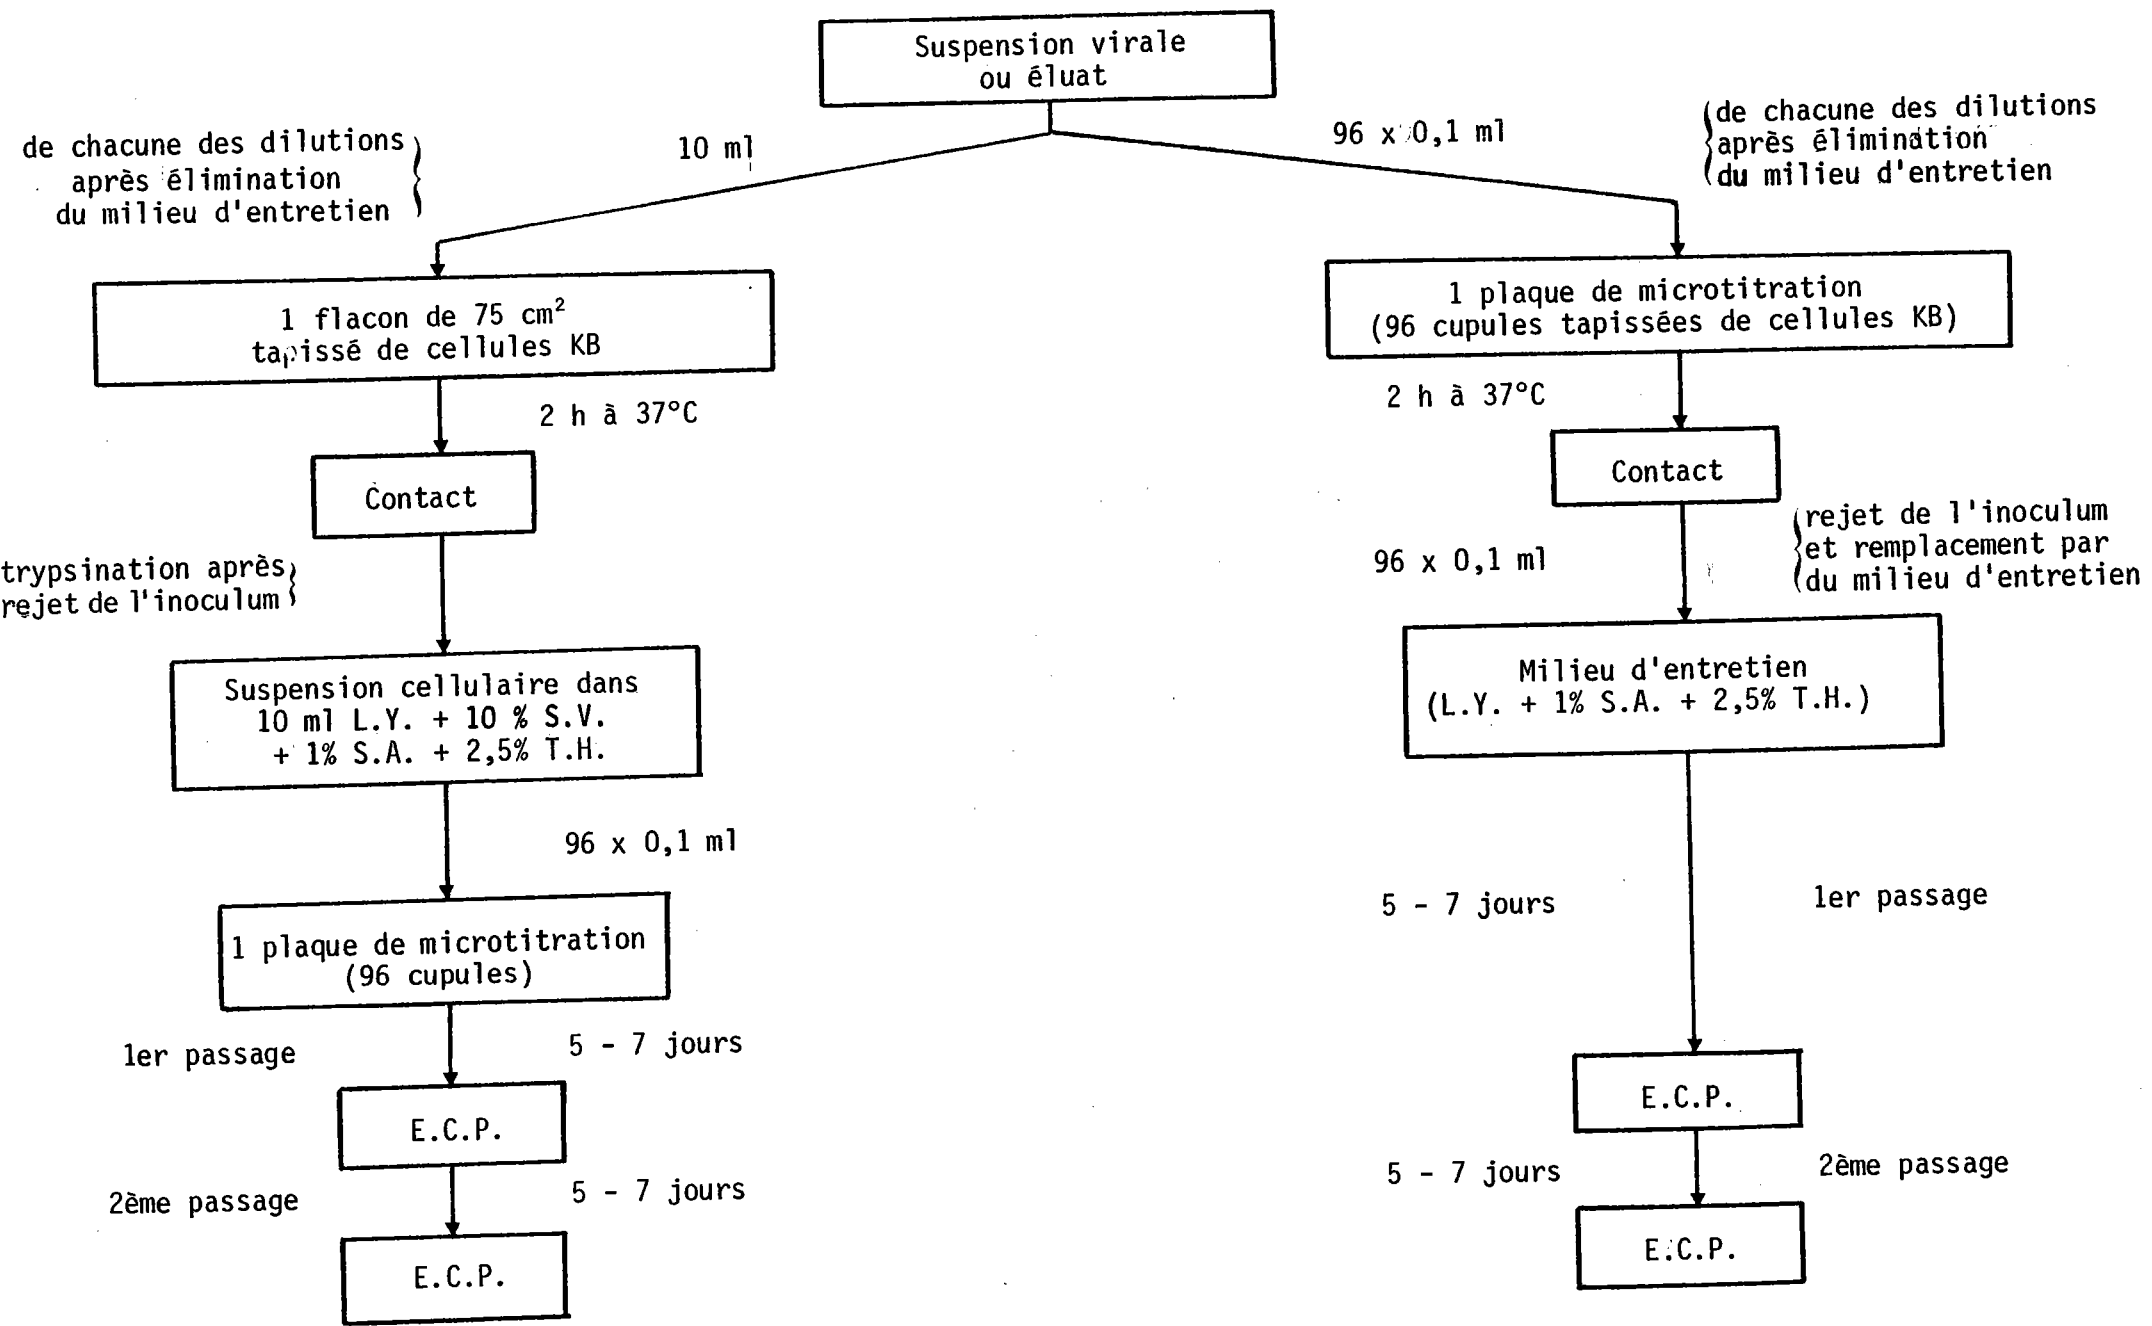 Suspension virale
ou éluat
de chacune des dilutions
après élimination
du milieu d'entretien
10 ml
96 x 0,1 ml
de chacune des dilutions
après élimination
du milieu d'entretien
1 flacon de 75 cm²
tapissé de cellules KB
2 h à 37°C
Contact
trypsination après
rejet de l'inoculum
Suspension cellulaire dans
10 ml L.Y. + 10 % S.V.
+ 1% S.A. + 2,5% T.H.
96 x 0,1 ml
1 plaque de microtitration
(96 cupules)
1er passage
5 - 7 jours
E.C.P.
2ème passage
5 - 7 jours
E.C.P.
1 plaque de microtitration
(96 cupules tapissées de cellules KB)
2 h à 37°C
Contact
96 x 0,1 ml
rejet de l'inoculum
et remplacement par
du milieu d'entretien
Milieu d'entretien
(L.Y. + 1% S.A. + 2,5% T.H.)
5 - 7 jours
1er passage
E.C.P.
5 - 7 jours
2ème passage
E.C.P.